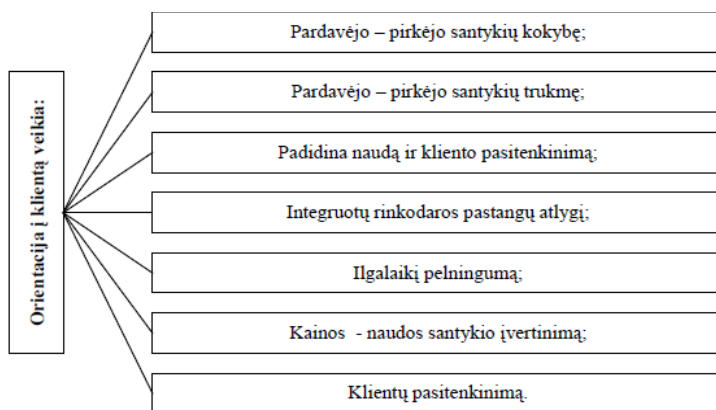 Orientacija į klientą veikia:
Pardavėjo – pirkėjo santykių kokybę;
Pardavėjo – pirkėjo santykių trukmę;
Padidina naudą ir kliento pasitenkinimą;
Integruotų rinkodaros pastangų atlygį;
Ilgalaikį pelningumą;
Kainos - naudos santykio įvertinimą;
Klientų pasitenkinimą.